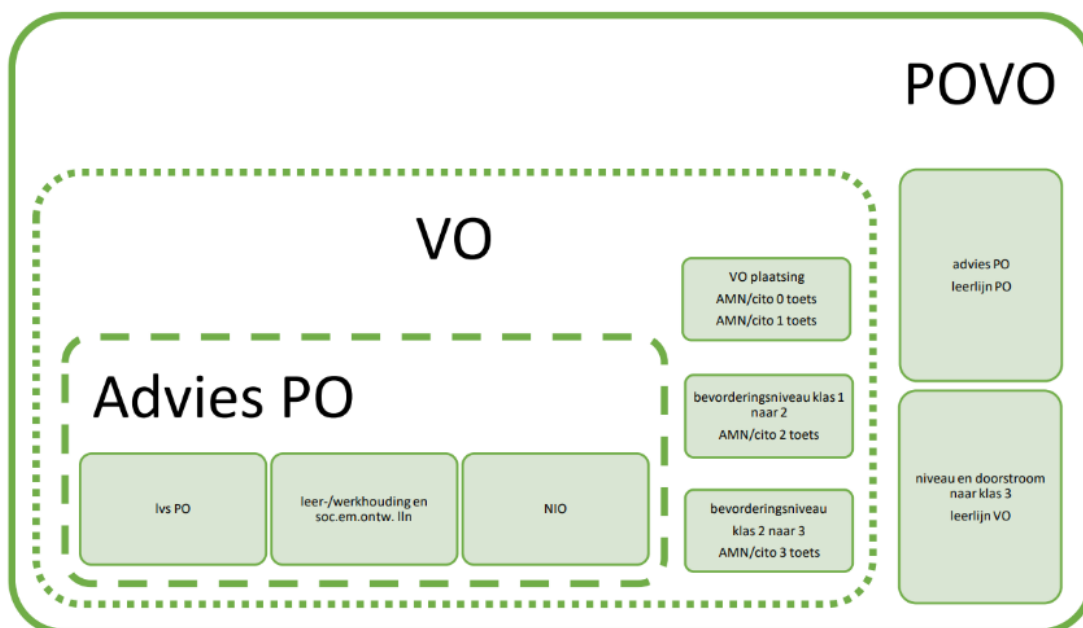 POVO
VO
VO plaatsing
AMN/cito 0 toets
AMN/cito 1 toets
advies PO
leerlijn PO
Advies PO
bevorderingsniveau klas 1
naar 2
AMN/cito 2 toets
lvs PO
leer-/werkhouding en
soc.em.ontw. lln
NIO
bevorderingsniveau
klas 2 naar 3
AMN/cito 3 toets
niveau en doorstroom
naar klas 3
leerlijn VO